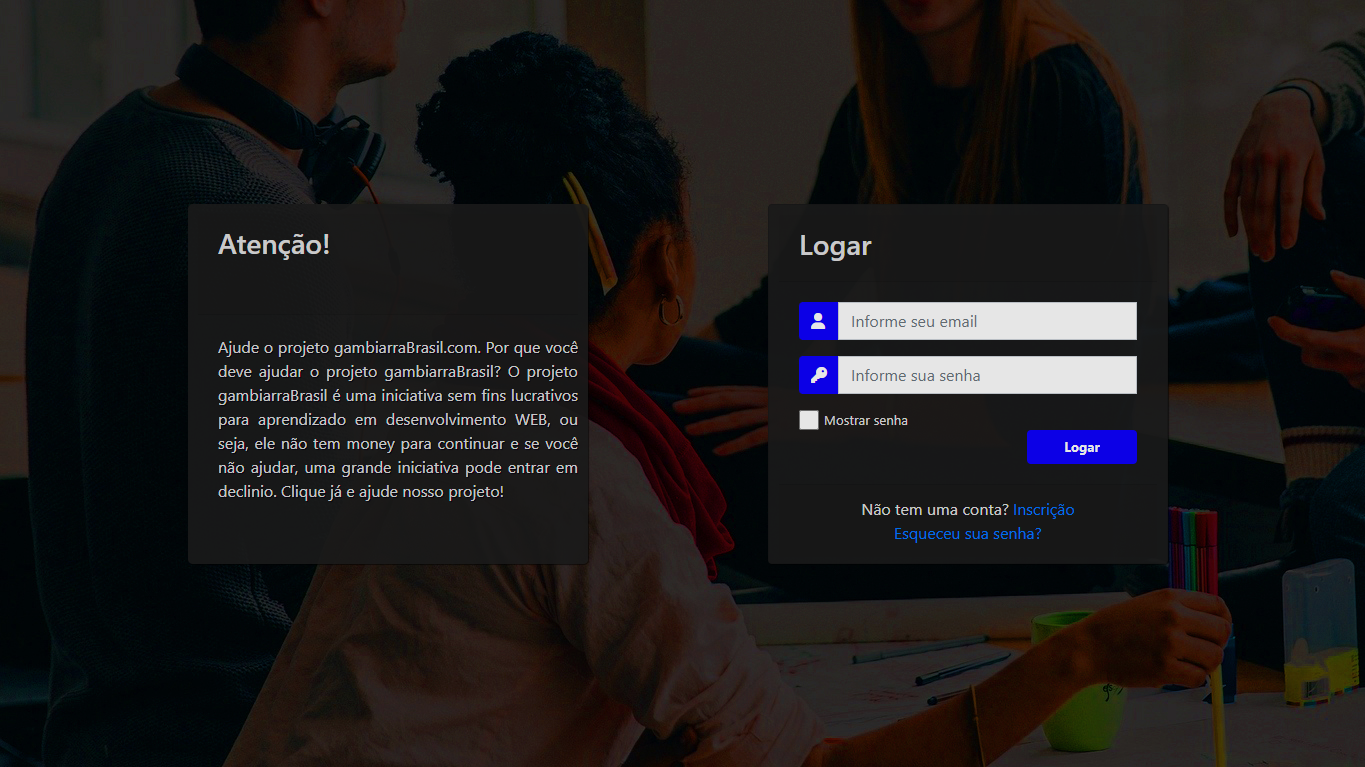 Atenção!
Ajude o projeto gambiarraBrasil.com. Por que você
deve ajudar o projeto gambiarraBrasil? O projeto
gambiarraBrasil é uma iniciativa sem fins lucrativos
para aprendizado em desenvolvimento WEB, ou
seja, ele não tem money para continuar e se você
não ajudar, uma grande iniciativa pode entrar em
declinio. Clique já e ajude nosso projeto!
Logar
Informe seu email
Informe sua senha
Mostrar senha
Logar
Não tem uma conta? Inscrição
Esqueceu sua senha?